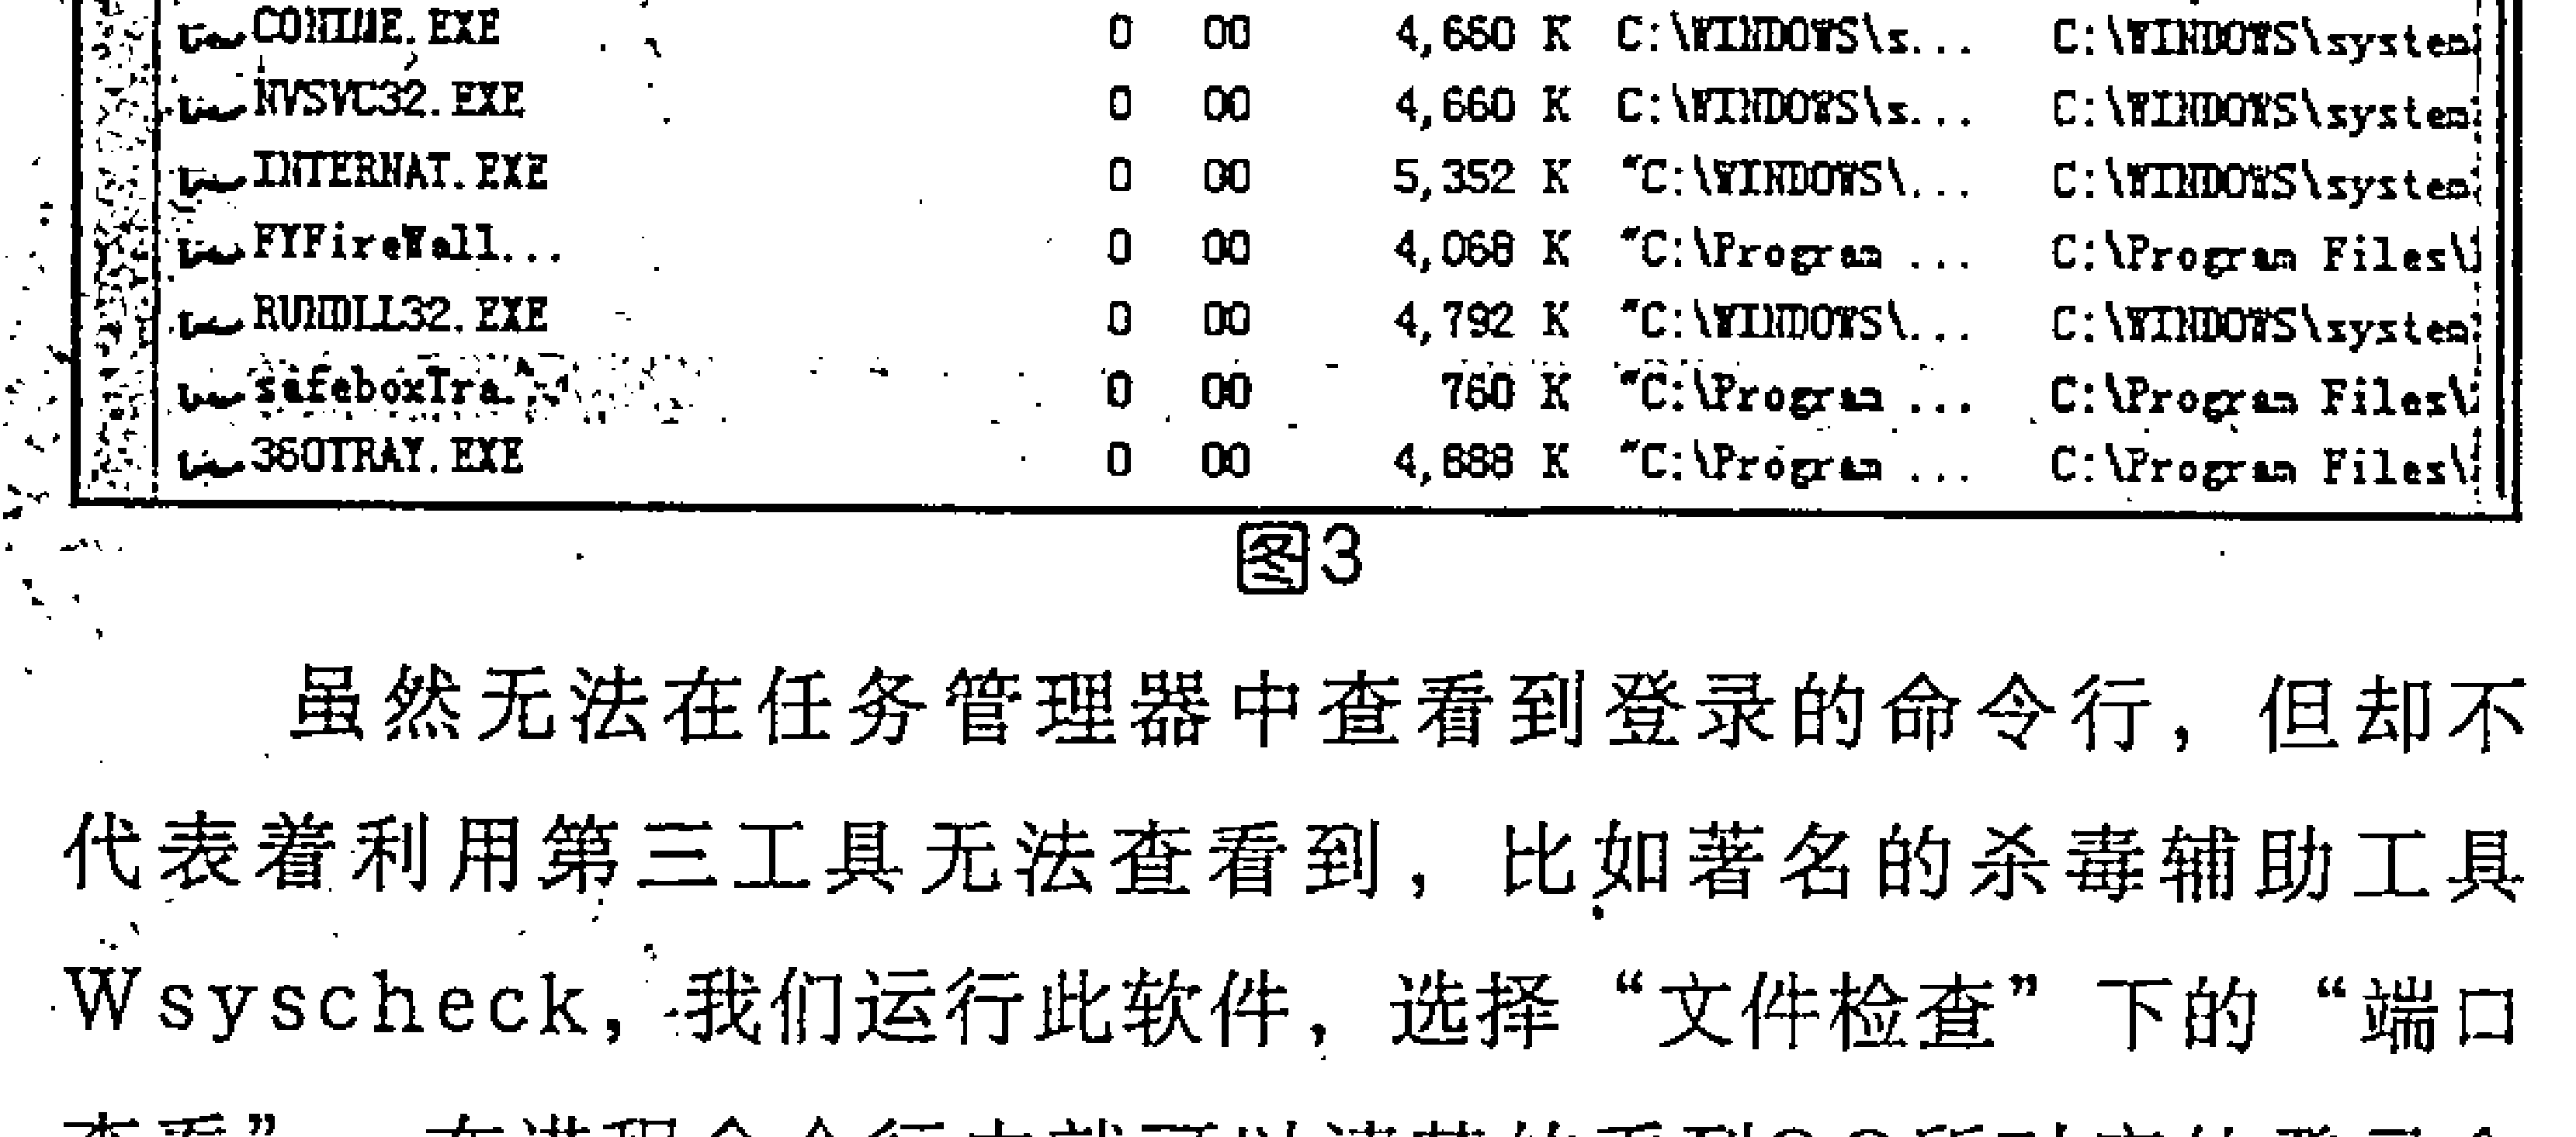 CONIME.EXE 0 00 4,660 K C:\WINDOWS\s... C:\WINDOWS\system
NVSVC32.EXE 0 00 4,660 K C:\WINDOWS\s... C:\WINDOWS\system
INTERNAT.EXE 0 00 5,352 K "C:\WINDOWS\... C:\WINDOWS\system
FYFireWall... 0 00 4,068 K "C:\Program ... C:\Program Files\
RUNDLL32.EXE 0 00 4,792 K "C:\WINDOWS\... C:\WINDOWS\system
safeboxTra... 0 00 760 K "C:\Program ... C:\Program Files\
360TRAY.EXE 0 00 4,888 K "C:\Program ... C:\Program Files\
图3
虽然无法在任务管理器中查看到登录的命令行，但却不
代表着利用第三工具无法查看到，比如著名的杀毒辅助工具
Wsyscheck，我们运行此软件，选择“文件检查”下的“端口
查看”